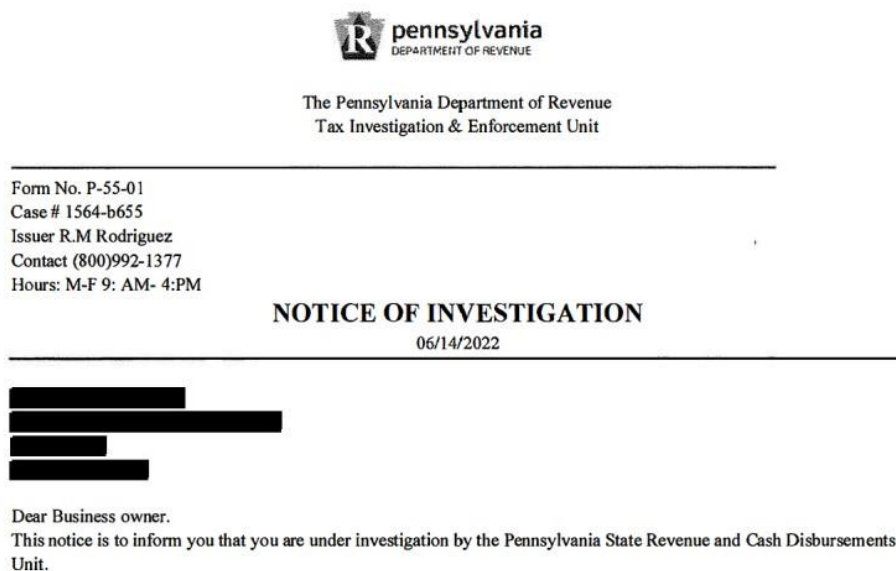 R pennsylvania
DEPARTMENT OF REVENUE
The Pennsylvania Department of Revenue
Tax Investigation & Enforcement Unit
Form No. P-55-01
Case # 1564-b655
Issuer R.M Rodriguez
Contact (800)992-1377
Hours: M-F 9: AM- 4:PM
NOTICE OF INVESTIGATION
06/14/2022
Dear Business owner.
This notice is to inform you that you are under investigation by the Pennsylvania State Revenue and Cash Disbursements
Unit.